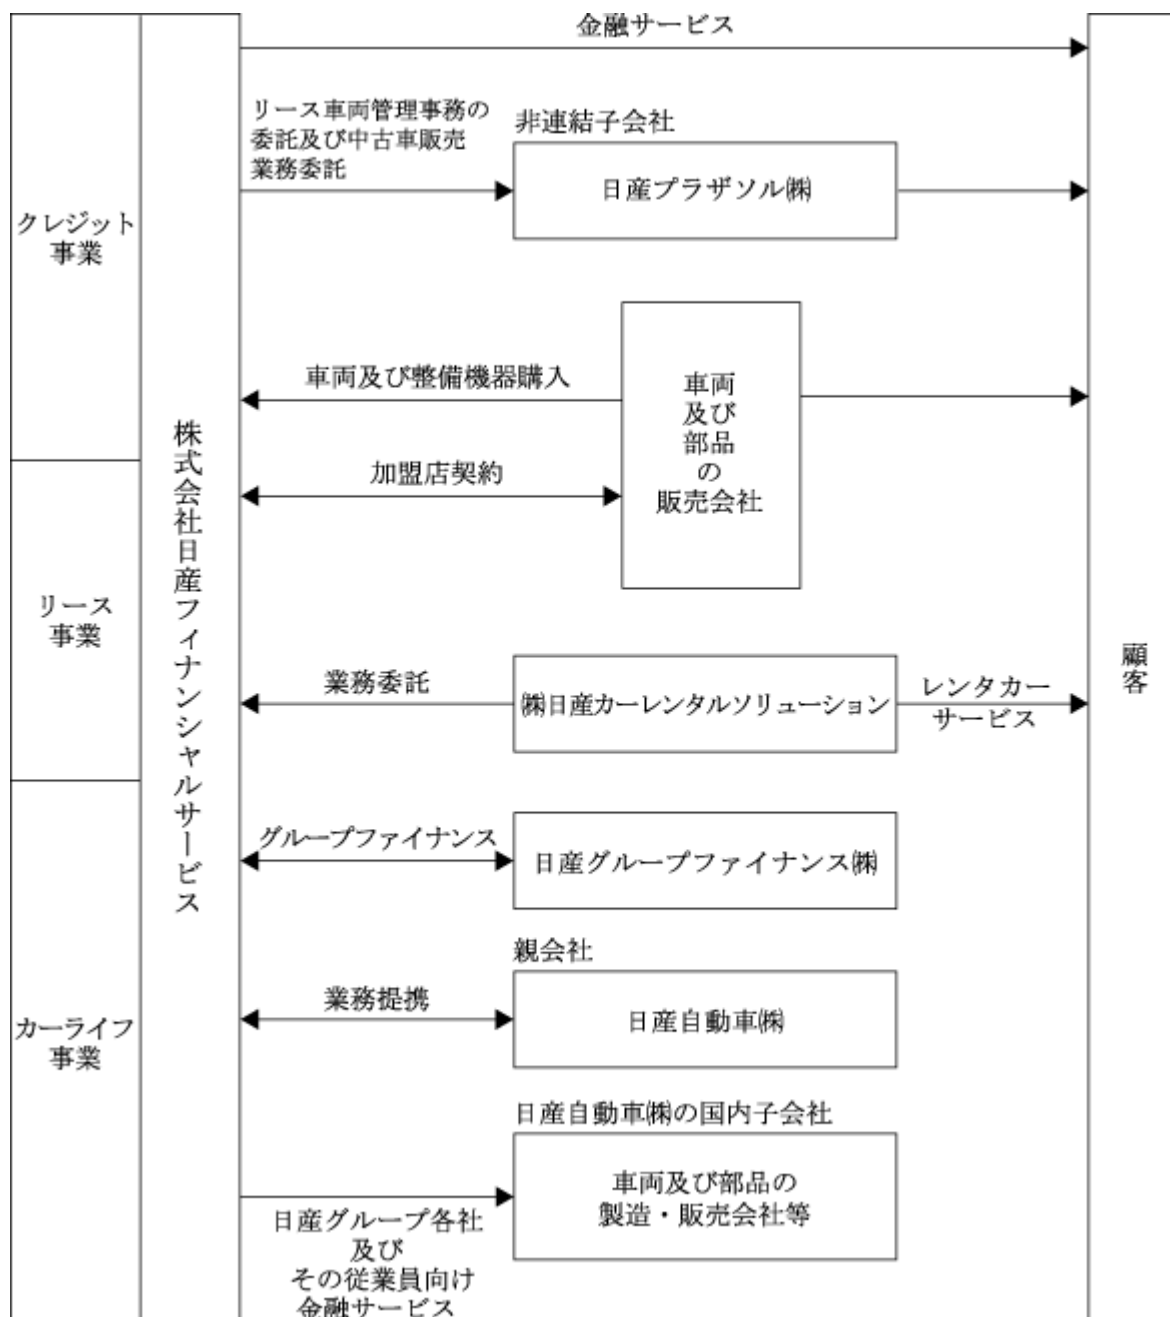 金融サービス
リース車両管理事務の
委託及び中古車販売
業務委託
非連結子会社
日産プラザソル㈱
クレジット
事業
車両及び整備機器購入
車両
及び
部品
の
販売会社
加盟店契約
株式会社日産フィナンシャルサービス
リース
事業
業務委託
㈱日産カーレンタルソリューション
レンタカー
サービス
顧客
グループファイナンス
日産グループファイナンス㈱
親会社
業務提携
日産自動車㈱
カーライフ
事業
日産自動車㈱の国内子会社
車両及び部品の
製造・販売会社等
日産グループ各社
及び
その従業員向け
金融サービス